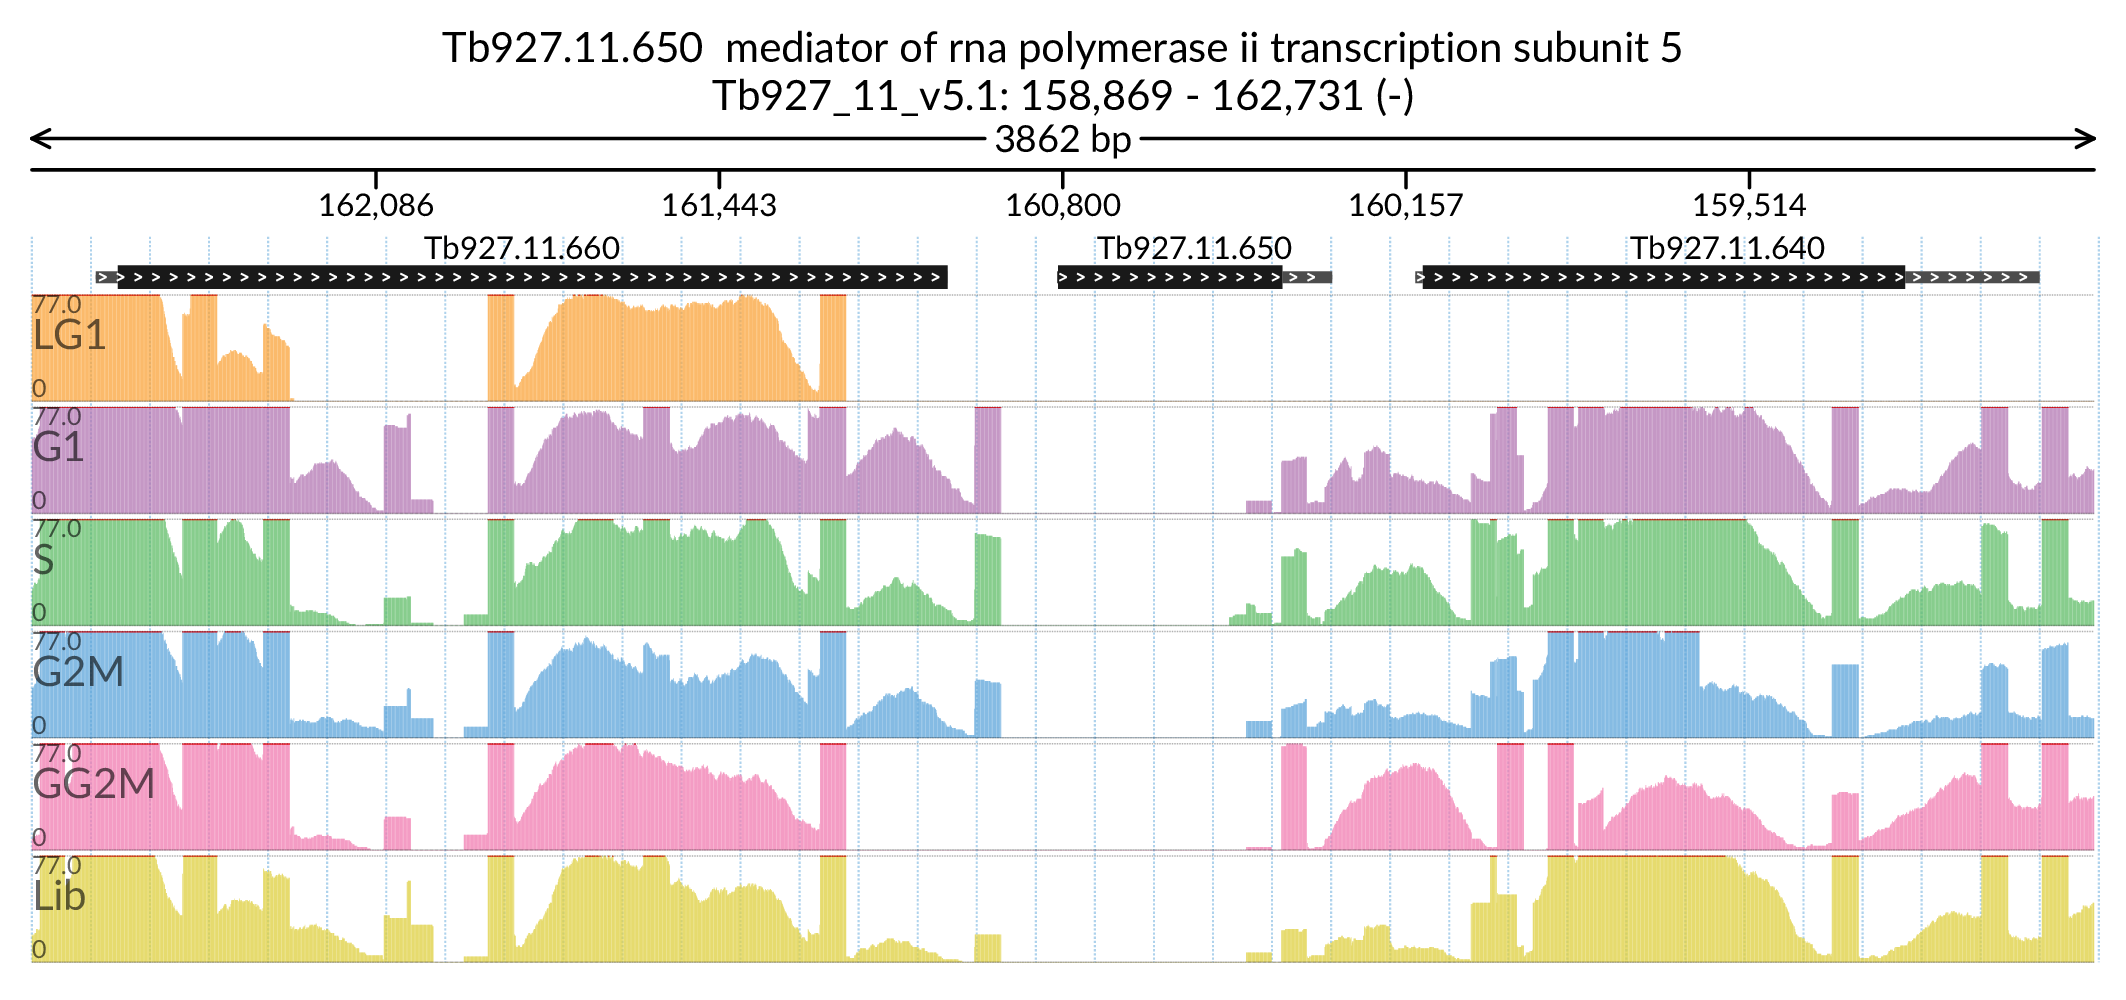 Tb927.11.650 mediator of rna polymerase ii transcription subunit 5
Tb927_11_v5.1: 158,869 - 162,731 (-)
3862 bp
162,086 161,443 160,800 160,157 159,514
Tb927.11.660 Tb927.11.650 Tb927.11.640
77.0
LG1
0
77.0
G1
0
77.0
S
0
77.0
G2M
0
77.0
GG2M
0
77.0
Lib
0